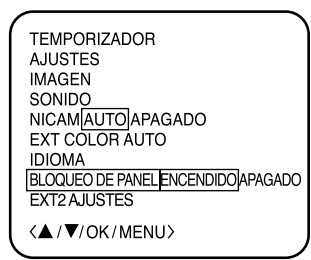 TEMPORIZADOR
AJUSTES
IMAGEN
SONIDO
NICAM AUTO APAGADO
EXT COLOR AUTO
IDIOMA
BLOQUEO DE PANEL ENCENDIDO APAGADO
EXT2 AJUSTES
〈▲/▼/OK/MENU〉